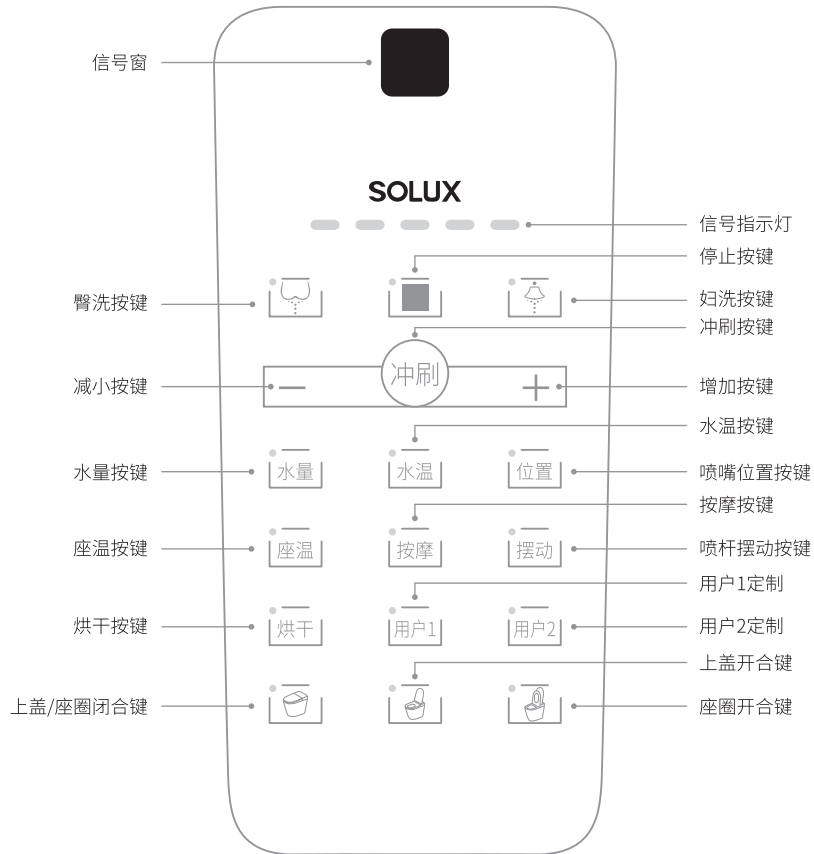 信号窗
SOLUX
信号指示灯
停止按键
臀洗按键
妇洗按键
冲刷按键
冲刷
减小按键
−
+
增加按键
水温按键
水量按键
水量
水温
位置
喷嘴位置按键
按摩按键
座温按键
座温
按摩
摆动
喷杆摆动按键
用户1定制
烘干按键
烘干
用户1
用户2
用户2定制
上盖开合键
上盖/座圈闭合键
座圈开合键